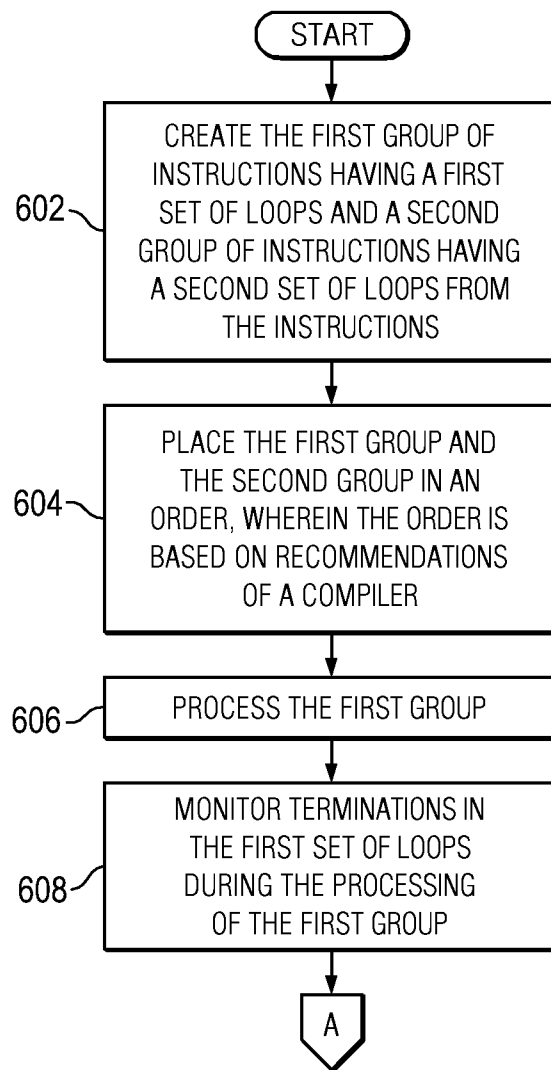 START
CREATE THE FIRST GROUP OF
INSTRUCTIONS HAVING A FIRST
SET OF LOOPS AND A SECOND
GROUP OF INSTRUCTIONS HAVING
A SECOND SET OF LOOPS FROM
THE INSTRUCTIONS
602
PLACE THE FIRST GROUP AND
THE SECOND GROUP IN AN
ORDER, WHEREIN THE ORDER IS
BASED ON RECOMMENDATIONS
OF A COMPILER
604
PROCESS THE FIRST GROUP
606
MONITOR TERMINATIONS IN
THE FIRST SET OF LOOPS
DURING THE PROCESSING
OF THE FIRST GROUP
608
A